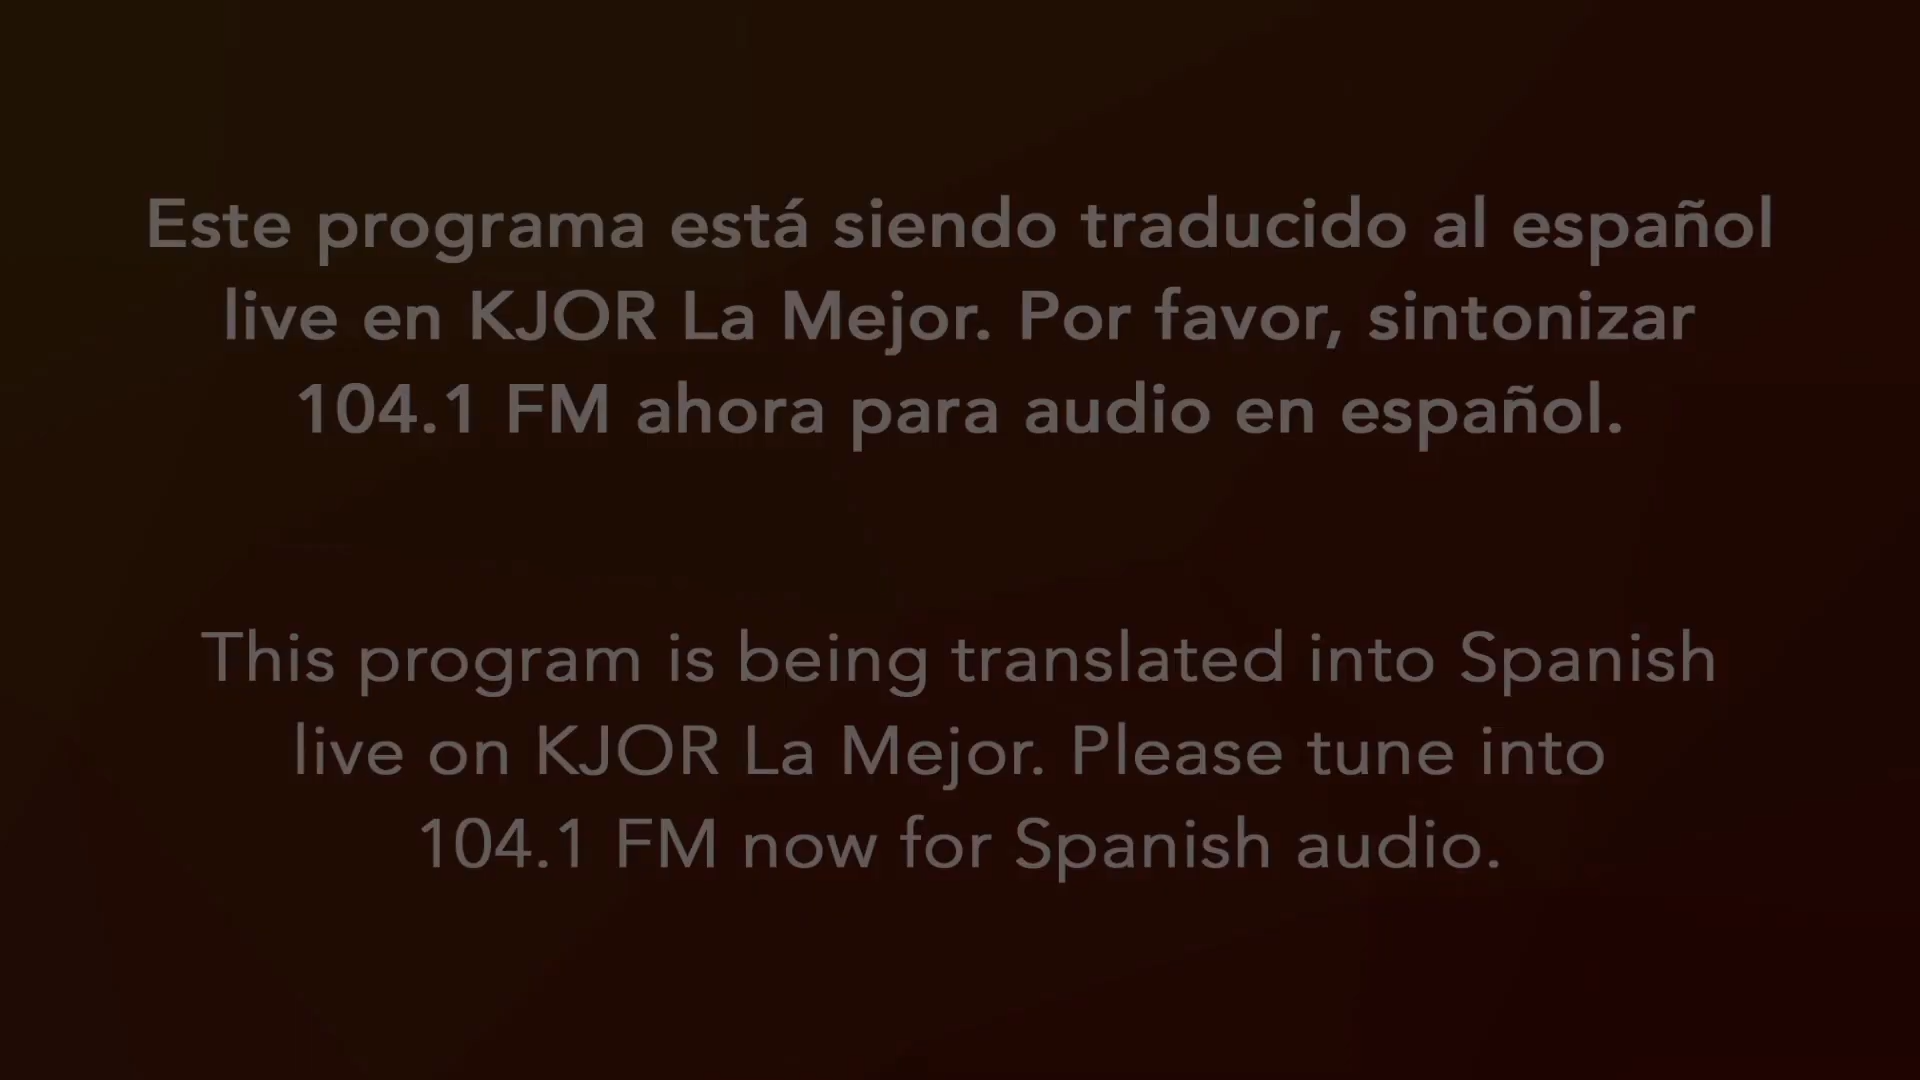 Este programa está siendo traducido al español
live en KJOR La Mejor. Por favor, sintonizar
104.1 FM ahora para audio en español.
This program is being translated into Spanish
live on KJOR La Mejor. Please tune into
104.1 FM now for Spanish audio.